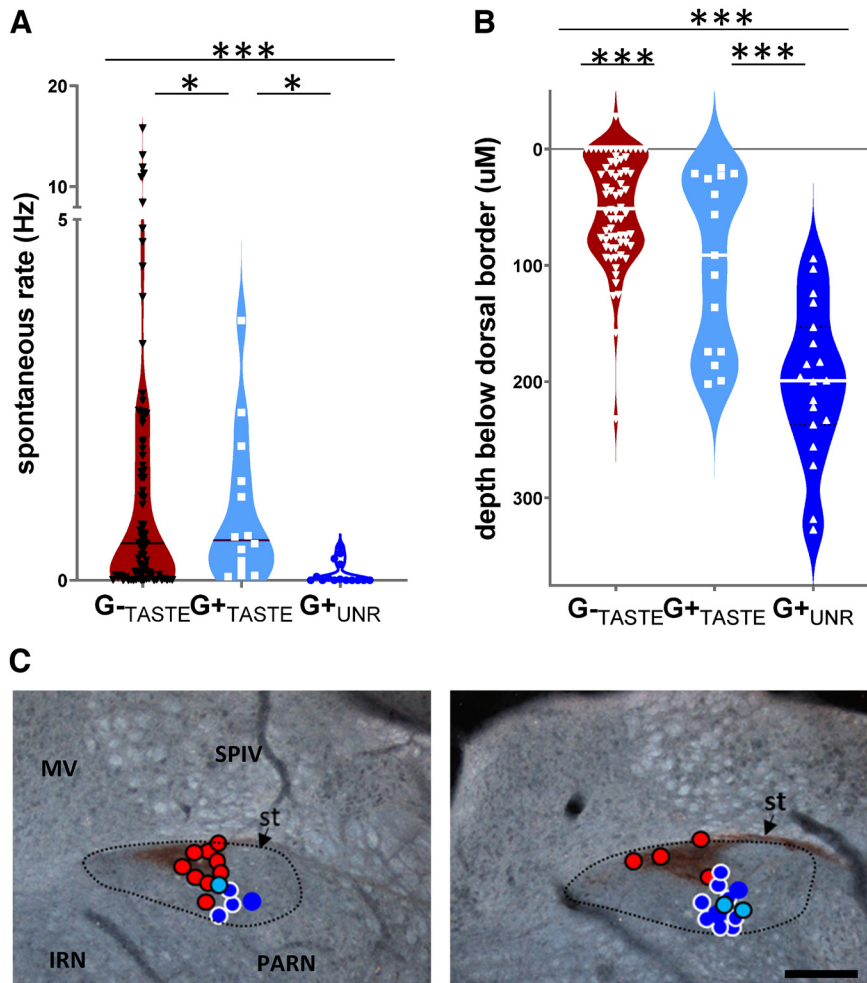 A
***
* *
20
10
5
0
spontaneous rate (Hz)
G-TASTE G+TASTE G+UNR
B
***
*** ***
0
100
200
300
depth below dorsal border (uM)
G-TASTE G+TASTE G+UNR
C
MV
SPIV
st
IRN
PARN
st